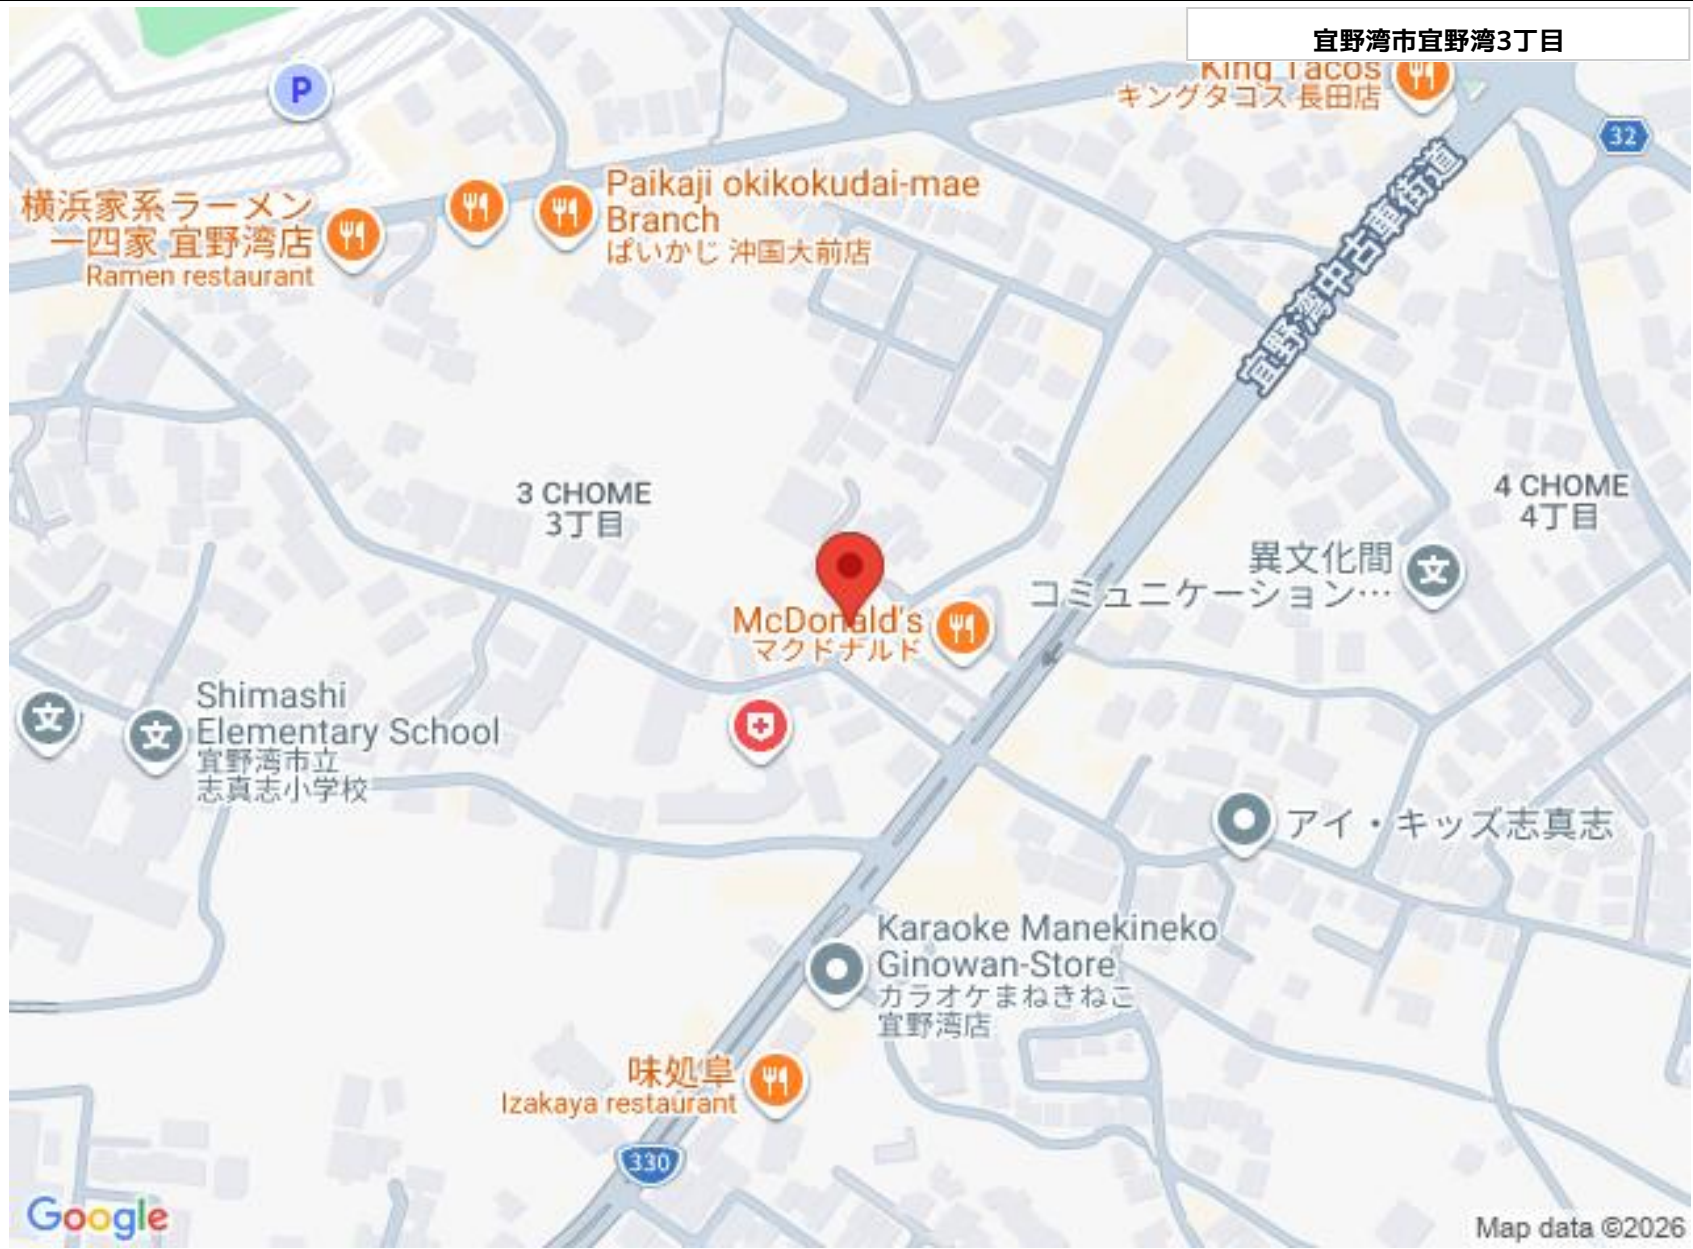 宜野湾市宜野湾3丁目
King Tacos
キングタコス 長田店
32
P
宜野湾中古車街道
横浜家系ラーメン
一四家 宜野湾店
Ramen restaurant
Paikaji okikokudai-mae
Branch
ぱいかじ 沖国大前店
3 CHOME
3丁目
4 CHOME
4丁目
異文化間
コミュニケーション…
文
McDonald's
マクドナルド
文
文
Shimashi
Elementary School
宜野湾市立
志真志小学校
アイ・キッズ志真志
Karaoke Manekineko
Ginowan-Store
カラオケまねきねこ
宜野湾店
味処阜
Izakaya restaurant
330
Google
Map data ©2026